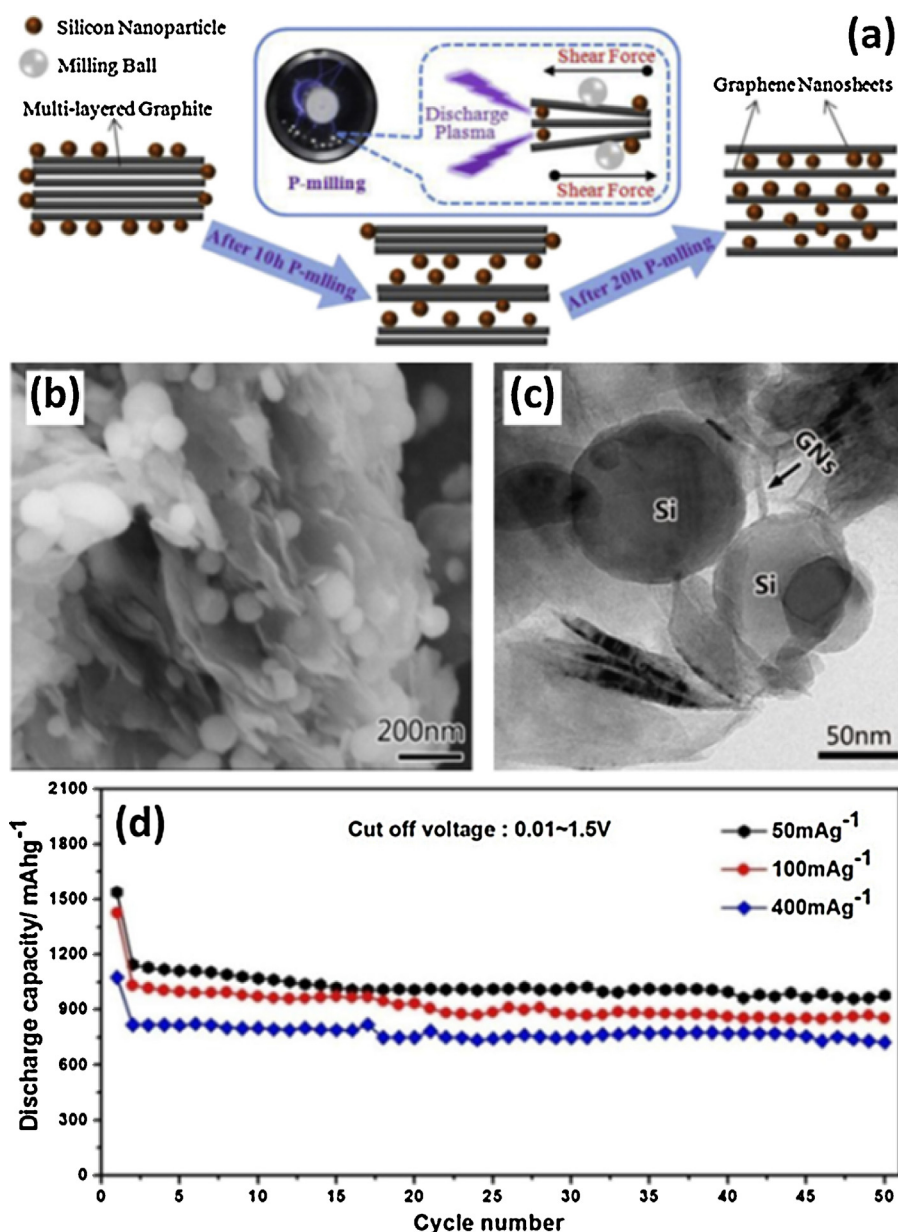 Silicon Nanoparticle
Milling Ball
Multi-layered Graphite
(a)
Shear Force
Discharge
Plasma
P-milling
Shear Force
Graphene Nanosheets
After 10h P-mlling
After 20h P-mlling
(b)
200nm
(c)
GNs
Si
Si
50nm
(d)
Cut off voltage : 0.01~1.5V
50mAg⁻¹
100mAg⁻¹
400mAg⁻¹
Discharge capacity/ mAhg⁻¹
2100
1800
1500
1200
900
600
300
0
0 5 10 15 20 25 30 35 40 45 50
Cycle number